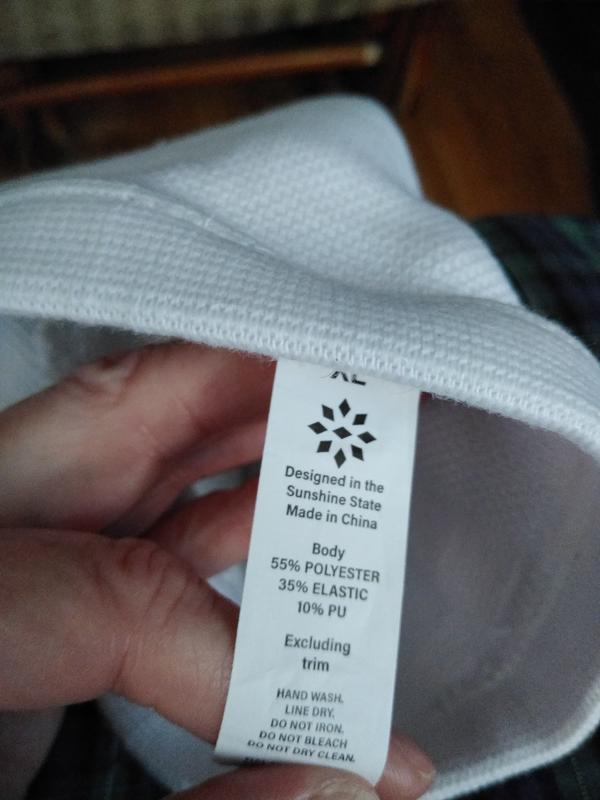 XL
Designed in the
Sunshine State
Made in China
Body
55% POLYESTER
35% ELASTIC
10% PU
Excluding
trim
HAND WASH.
LINE DRY.
DO NOT IRON.
DO NOT BLEACH
DO NOT DRY CLEAN.